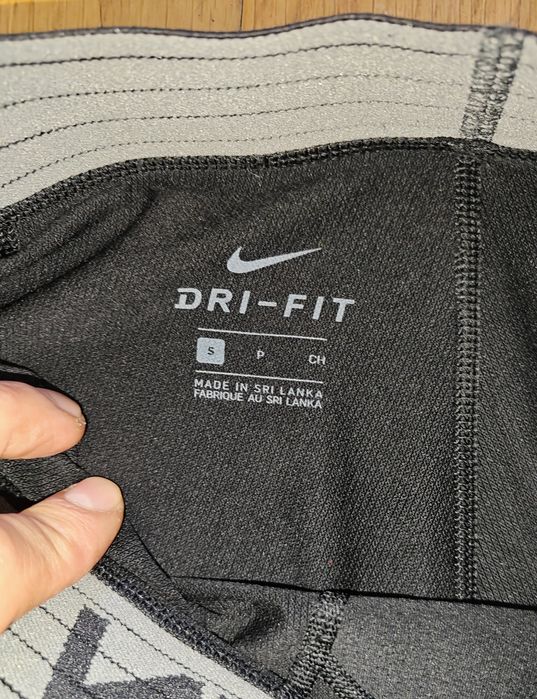 DRI-FIT
S P CH
MADE IN SRI LANKA
FABRIQUE AU SRI LANKA